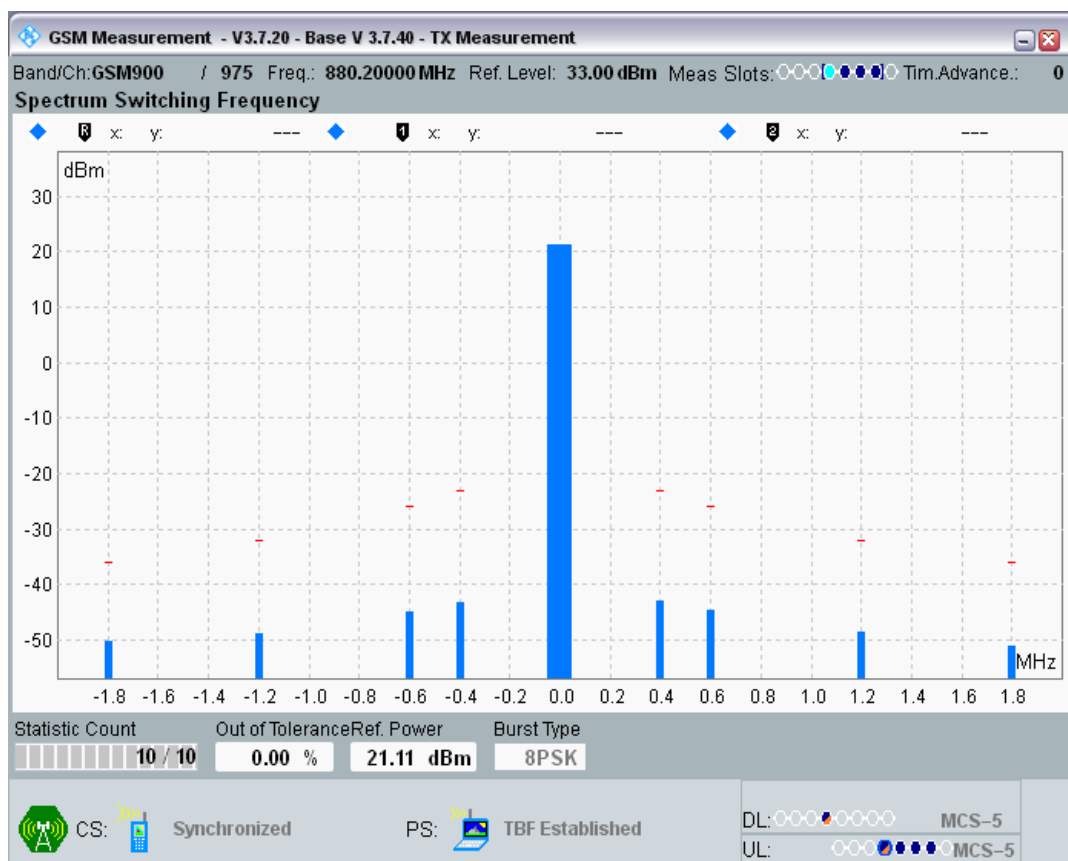 GSM Measurement - V3.7.20 - Base V 3.7.40 - TX Measurement
Band/Ch:GSM900 / 975 Freq.: 880.20000 MHz Ref. Level: 33.00 dBm Meas Slots: Tim.Advance.: 0
Spectrum Switching Frequency
R x: y: --- 1 x: y: --- 2 x: y: ---
dBm
30
20
10
0
-10
-20
-30
-40
-50
MHz
-1.8 -1.6 -1.4 -1.2 -1.0 -0.8 -0.6 -0.4 -0.2 0.0 0.2 0.4 0.6 0.8 1.0 1.2 1.4 1.6 1.8
Statistic Count Out of Tolerance Ref. Power Burst Type
10 / 10 0.00 % 21.11 dBm 8PSK
CS: Synchronized PS: TBF Established DL: MCS-5
UL: MCS-5